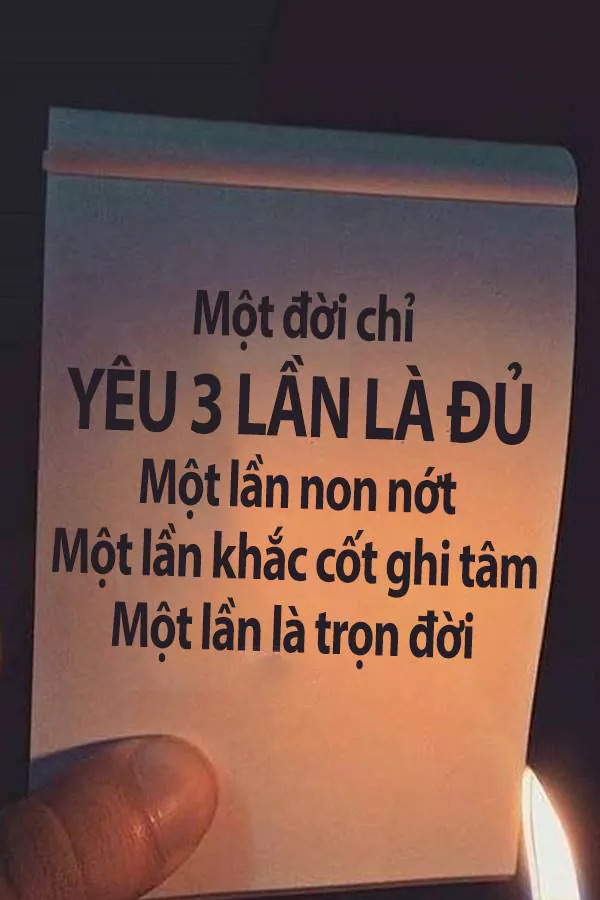 Một đời chỉ
YÊU 3 LẦN LÀ ĐỦ
Một lần non nớt
Một lần khắc cốt ghi tâm
Một lần là trọn đời